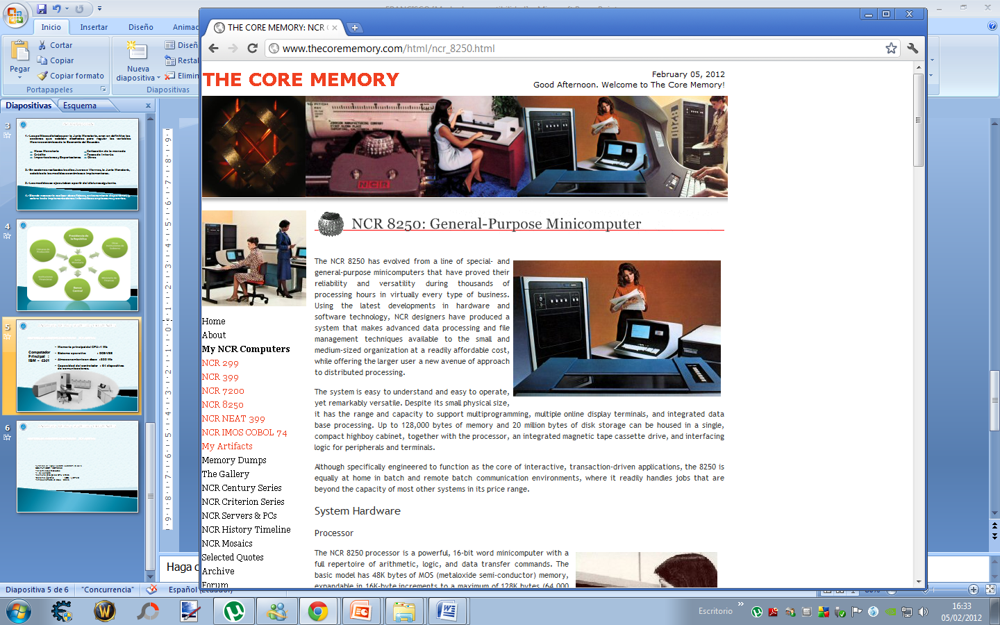 Inicio
Insertar
Diseño
Animac
Pegar
Cortar
Copiar
Copiar formato
Portapapeles
Nueva
diapositiva
Diseñ
Restal
Elimin
Diapositivas
Diapositivas
Esquema
3
4
5
6
Computador
Principal :
IBM – 4341
Presidencia de
la República
Banco
Central
Haga c
Diapositiva 5 de 6
"Concurrencia"
Español (Ecuador)
THE CORE MEMORY: NCR
www.thecorememory.com/html/ncr_8250.html
THE CORE MEMORY
February 05, 2012
Good Afternoon. Welcome to The Core Memory!
NCR
Home
About
My NCR Computers
NCR 299
NCR 399
NCR 7200
NCR 8250
NCR NEAT 399
NCR IMOS COBOL 74
My Artifacts
Memory Dumps
The Gallery
NCR Century Series
NCR Criterion Series
NCR Servers & PCs
NCR History Timeline
NCR Mosaics
Selected Quotes
Archive
Forum
NCR 8250: General-Purpose Minicomputer
The NCR 8250 has evolved from a line of special- and
general-purpose minicomputers that have proved their
reliability and versatility during thousands of
processing hours in virtually every type of business.
Using the latest developments in hardware and
software technology, NCR designers have produced a
system that makes advanced data processing and file
management techniques available to the small and
medium-sized organization at a readily affordable cost,
while offering the larger user a new avenue of approach
to distributed processing.
The system is easy to understand and easy to operate,
yet remarkably versatile. Despite its small physical size,
it has the range and capacity to support multiprogramming, multiple online display terminals, and integrated data
base processing. Up to 128,000 bytes of memory and 20 million bytes of disk storage can be housed in a single,
compact highboy cabinet, together with the processor, an integrated magnetic tape cassette drive, and interfacing
logic for peripherals and terminals.
Although specifically engineered to function as the core of interactive, transaction-driven applications, the 8250 is
equally at home in batch and remote batch communication environments, where it readily handles jobs that are
beyond the capacity of most other systems in its price range.
System Hardware
Processor
The NCR 8250 processor is a powerful, 16-bit word minicomputer with a
full repertoire of arithmetic, logic, and data transfer commands. The
basic model has 48K bytes of MOS (metaloxide semi-conductor) memory,
expandable in 16K-byte increments to a maximum of 128K bytes (64,000
Escritorio
16:33
05/02/2012